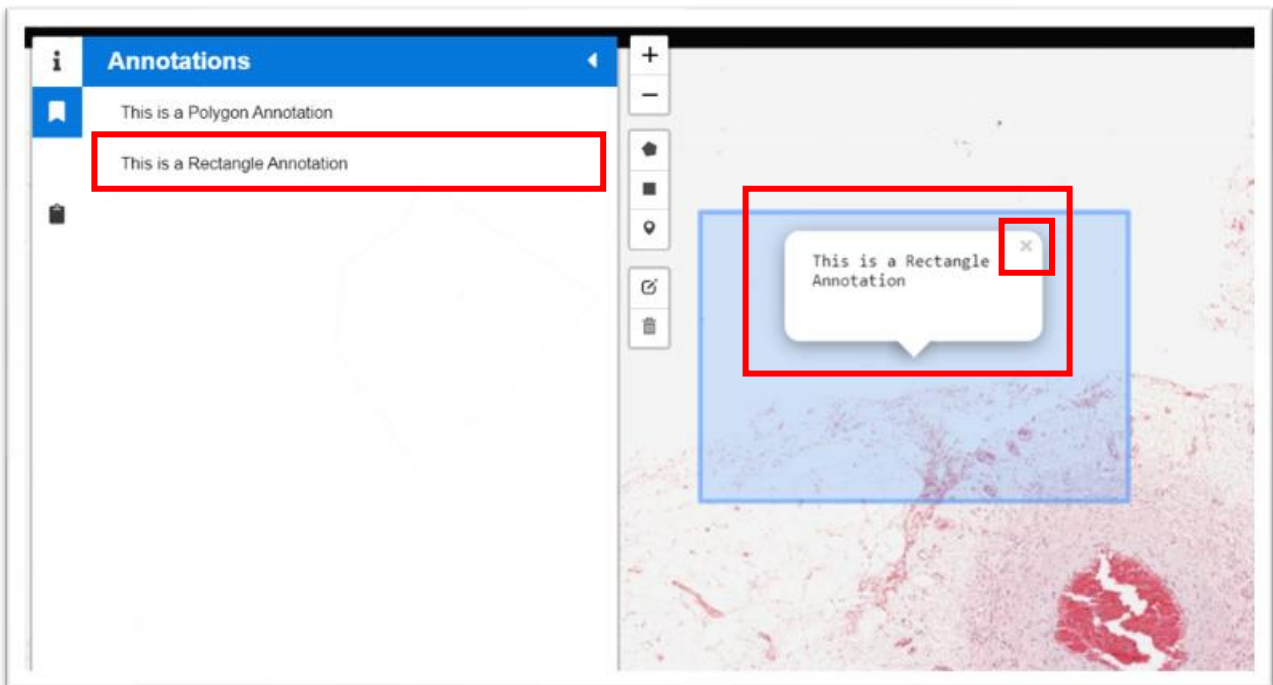 Annotations
This is a Polygon Annotation
This is a Rectangle Annotation
This is a Rectangle
Annotation